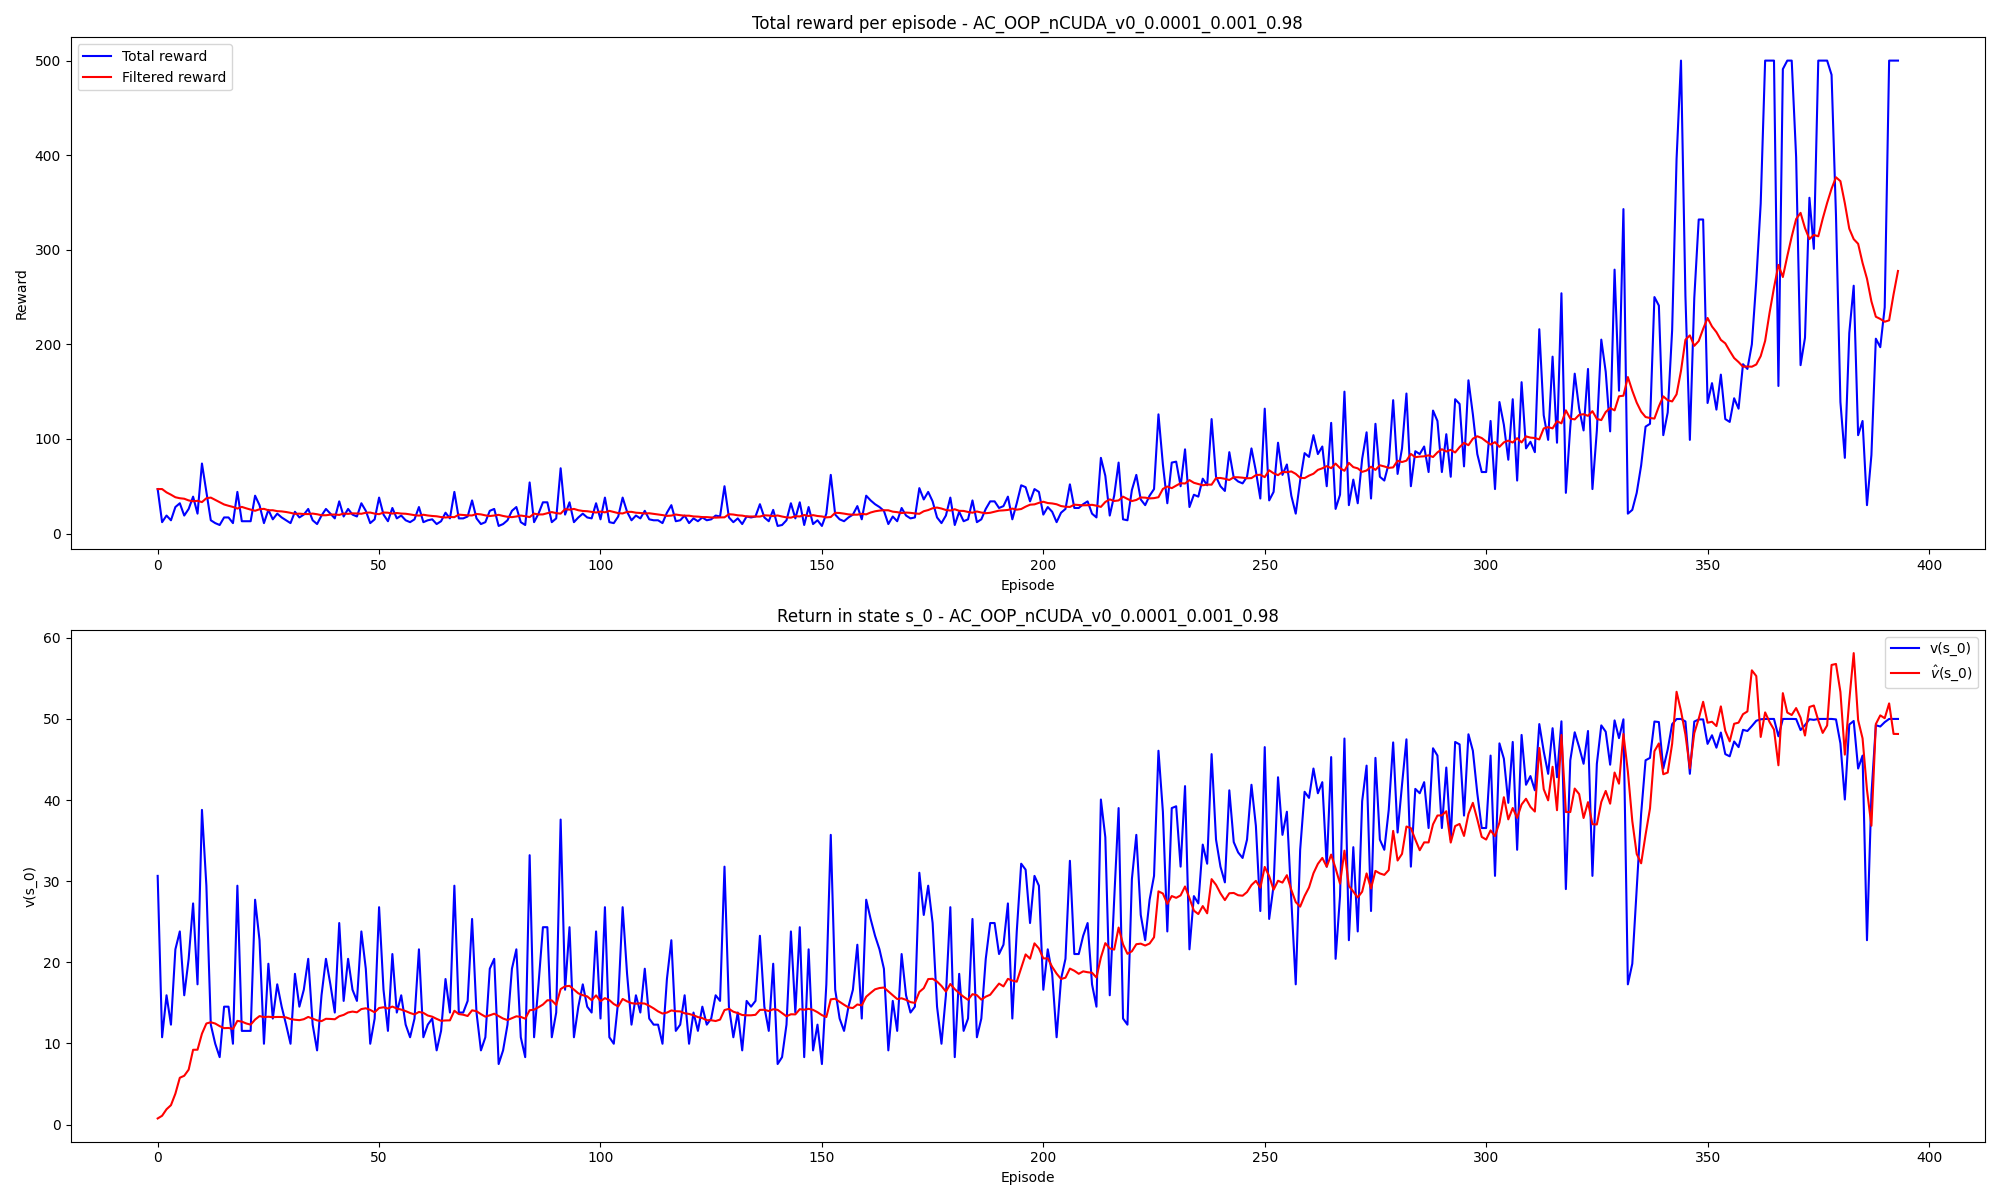 Total reward per episode - AC_OOP_nCUDA_v0_0.0001_0.001_0.98
Total reward
Filtered reward
500
400
300
200
100
0
Reward
0 50 100 150 200 250 300 350 400
Episode
Return in state s_0 - AC_OOP_nCUDA_v0_0.0001_0.001_0.98
v(s_0)
v̂(s_0)
60
50
40
30
20
10
0
v(s_0)
0 50 100 150 200 250 300 350 400
Episode